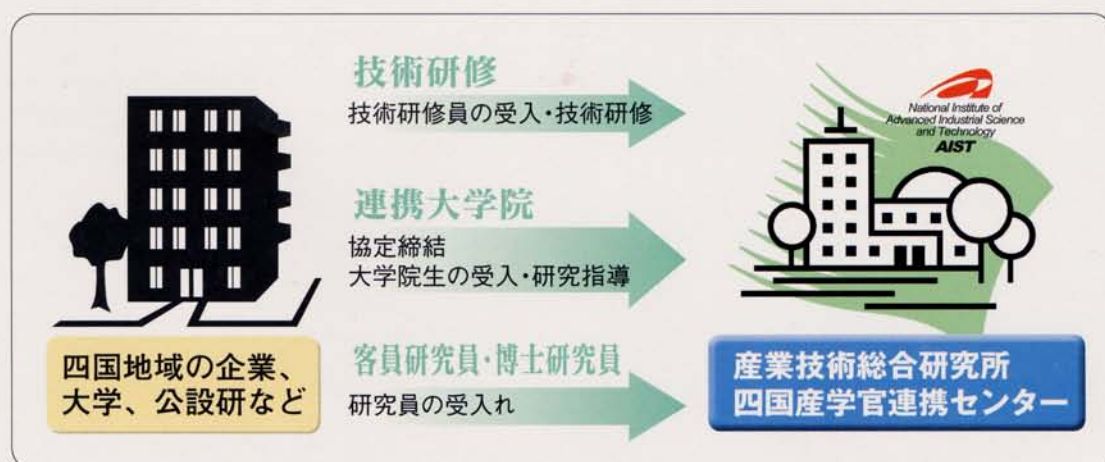 技術研修
技術研修員の受入・技術研修
連携大学院
協定締結
大学院生の受入・研究指導
客員研究員・博士研究員
研究員の受入れ
四国地域の企業、
大学、公設研など
National Institute of
Advanced Industrial Science
and Technology
AIST
産業技術総合研究所
四国産学官連携センター